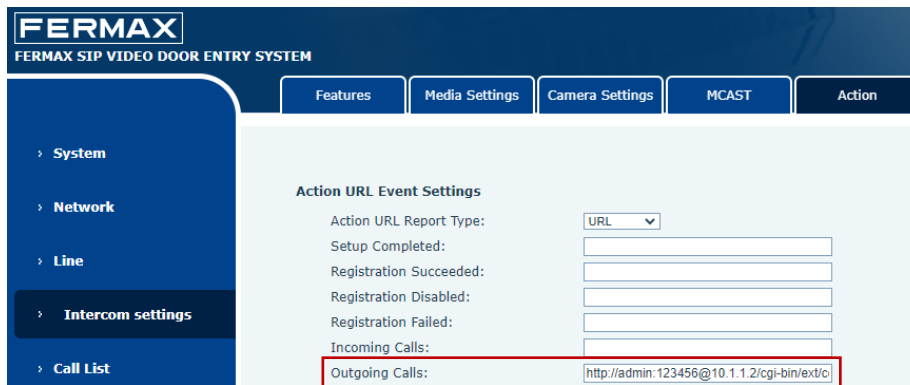 FERMAX
FERMAX SIP VIDEO DOOR ENTRY SYSTEM
Features Media Settings Camera Settings MCAST Action
› System
› Network
› Line
› Intercom settings
› Call List
Action URL Event Settings
Action URL Report Type: URL
Setup Completed:
Registration Succeeded:
Registration Disabled:
Registration Failed:
Incoming Calls:
Outgoing Calls: http://admin:123456@10.1.1.2/cgi-bin/ext/c